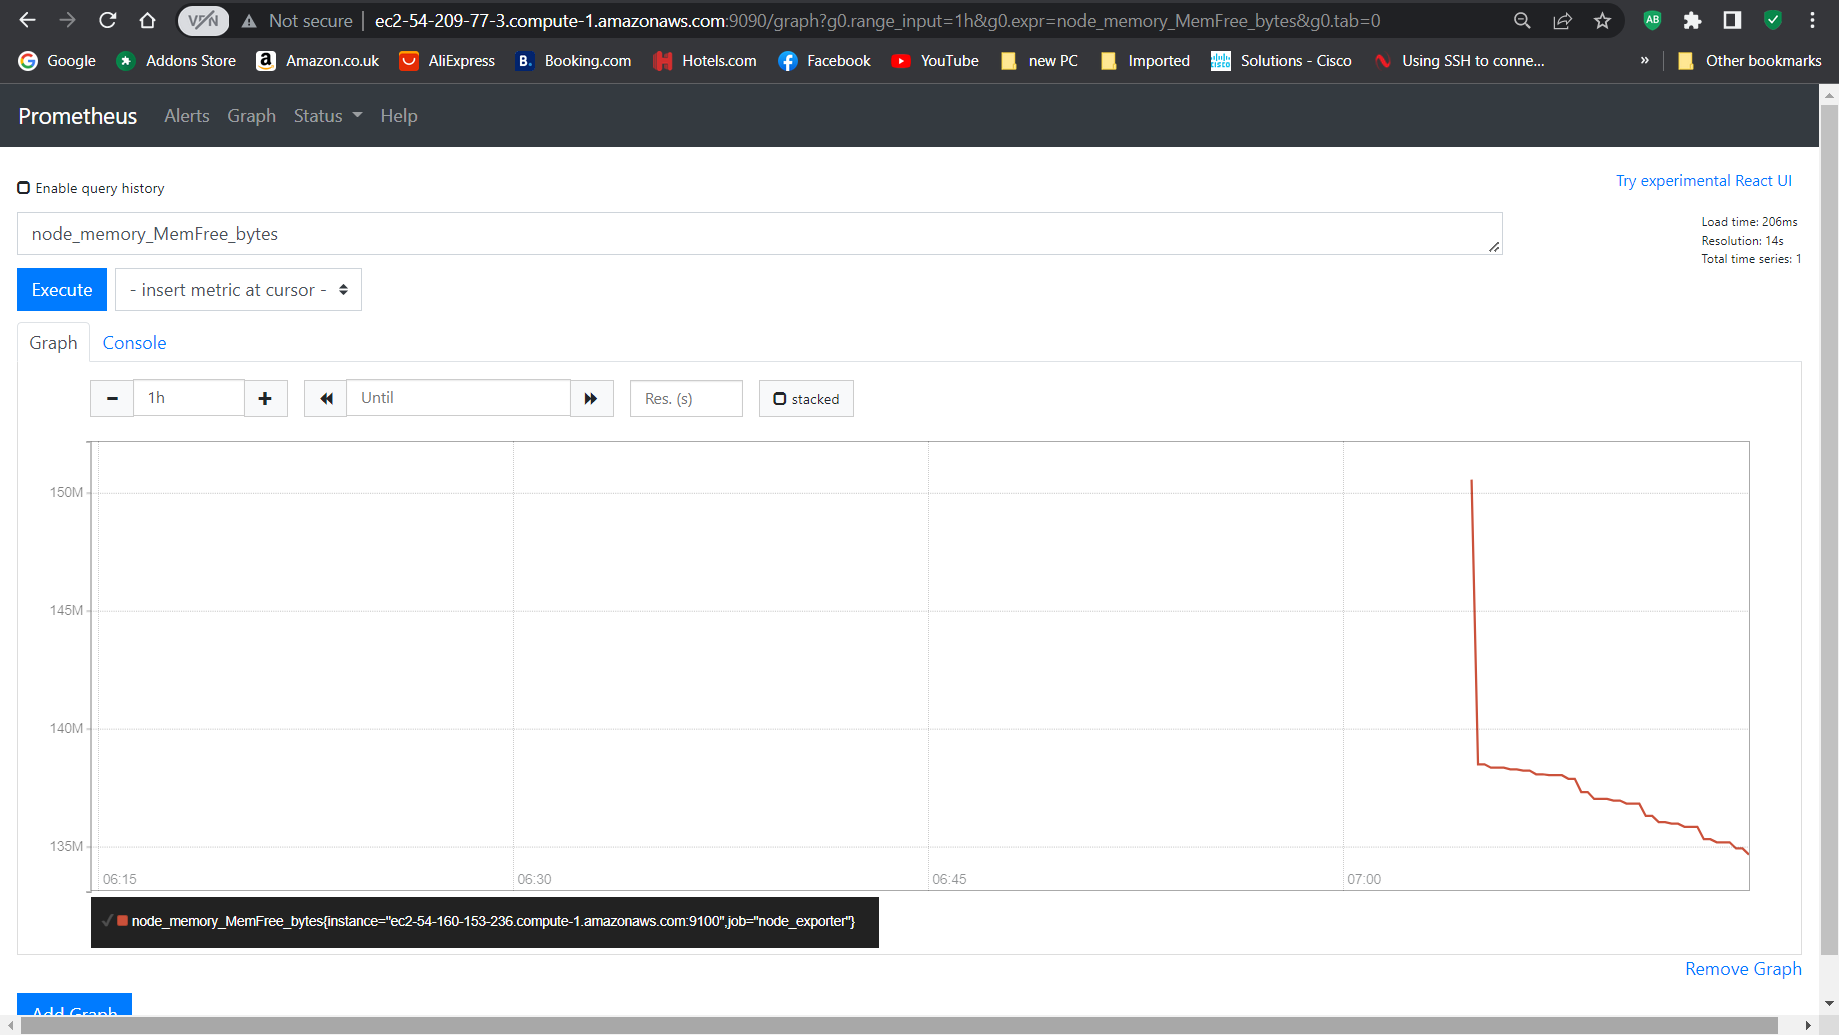 VPN Not secure ec2-54-209-77-3.compute-1.amazonaws.com:9090/graph?g0.range_input=1h&g0.expr=node_memory_MemFree_bytes&g0.tab=0 AB
Google Addons Store Amazon.co.uk AliExpress B. Booking.com Hotels.com Facebook YouTube new PC Imported Solutions - Cisco Using SSH to conne... » Other bookmarks
Prometheus Alerts Graph Status Help
Enable query history
Try experimental React UI
node_memory_MemFree_bytes
Load time: 206ms
Resolution: 14s
Total time series: 1
Execute - insert metric at cursor -
Graph Console
1h Until Res. (s) stacked
150M
145M
140M
135M
06:15 06:30 06:45 07:00
node_memory_MemFree_bytes{instance="ec2-54-160-153-236.compute-1.amazonaws.com:9100",job="node_exporter"}
Remove Graph
Add Graph